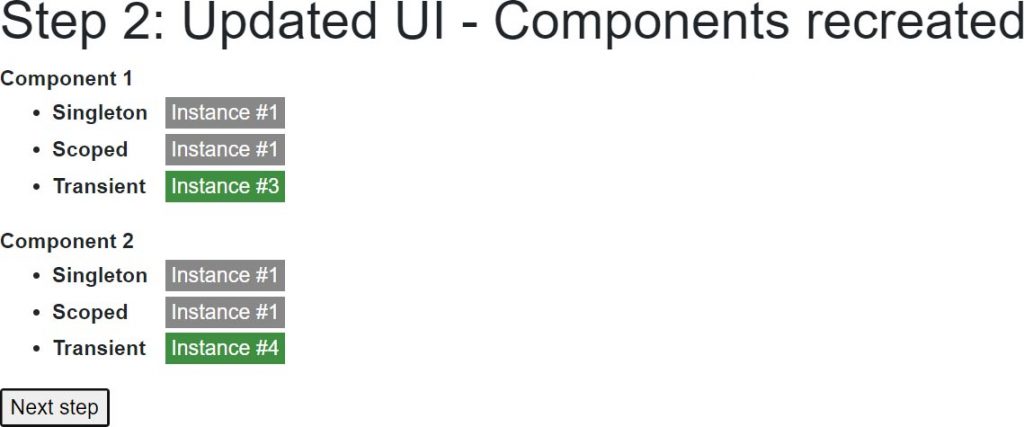 Step 2: Updated UI - Components recreated
Component 1
• Singleton Instance #1
• Scoped Instance #1
• Transient Instance #3
Component 2
• Singleton Instance #1
• Scoped Instance #1
• Transient Instance #4
Next step